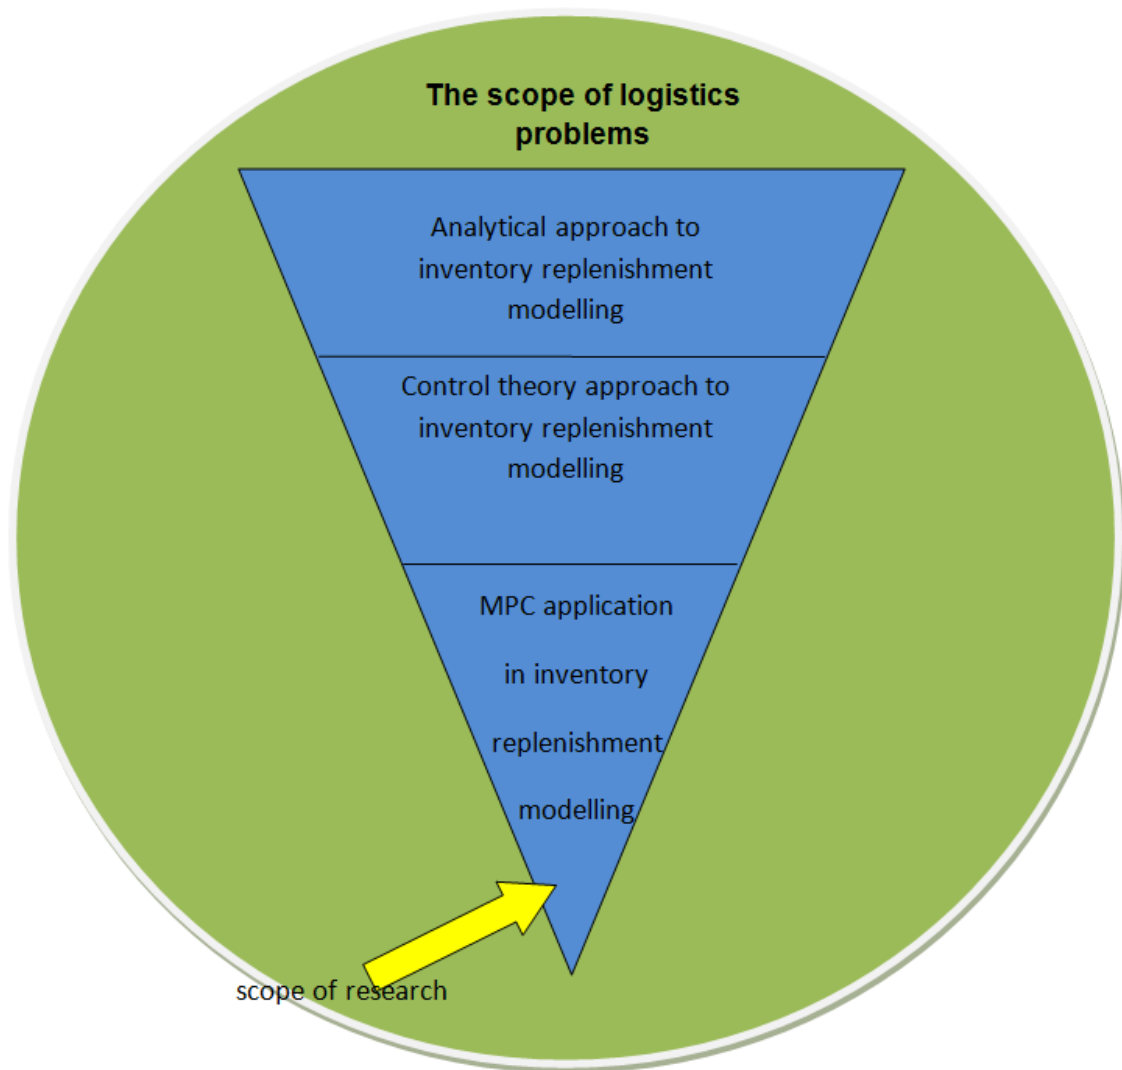 The scope of logistics
problems
Analytical approach to
inventory replenishment
modelling
Control theory approach to
inventory replenishment
modelling
MPC application
in inventory
replenishment
modelling
scope of research